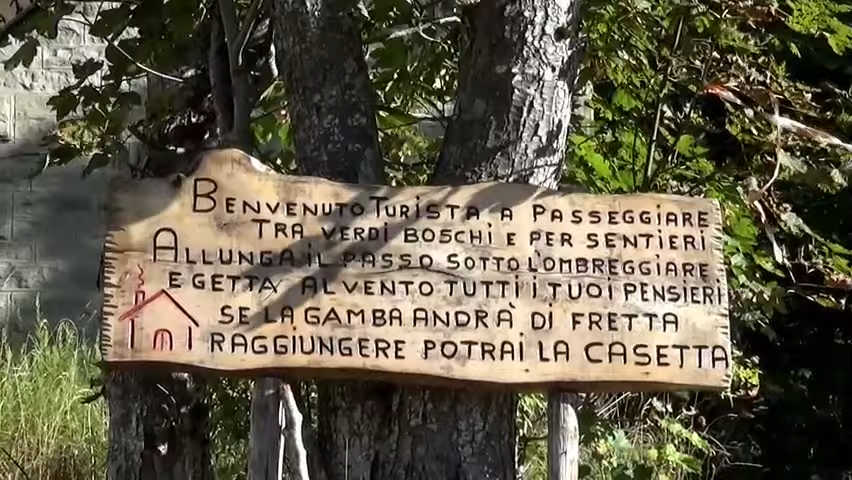 BENVENUTO TURISTA A PASSEGGIARE
TRA VERDI BOSCHI E PER SENTIERI
ALLUNGA IL PASSO SOTTO L'OMBREGGIARE
E GETTA AL VENTO TUTTI I TUOI PENSIERI
SE LA GAMBA ANDRÀ DI FRETTA
RAGGIUNGERE POTRAI LA CASETTA